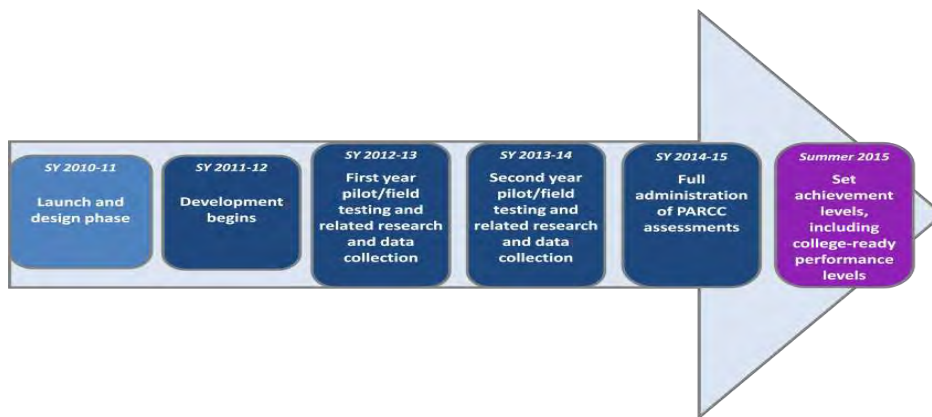 SY 2010-11
Launch and
design phase
SY 2011-12
Development
begins
SY 2012-13
First year
pilot/field
testing and
related research
and data
collection
SY 2013-14
Second year
pilot/field
testing and
related research
and data
collection
SY 2014-15
Full
administration
of PARCC
assessments
Summer 2015
Set
achievement
levels,
including
college-ready
performance
levels